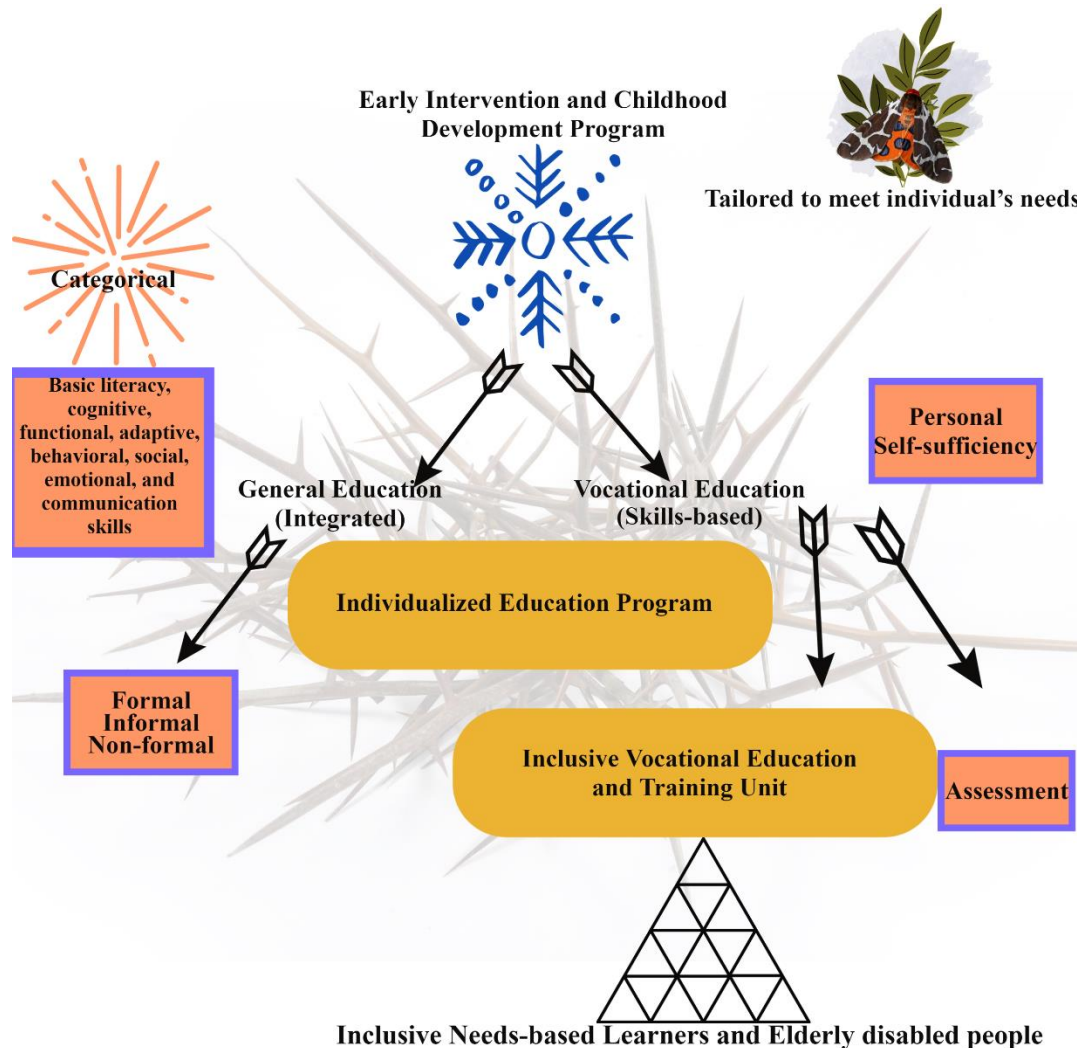 Early Intervention and Childhood
Development Program
Tailored to meet individual's needs
Categorical
Basic literacy,
cognitive,
functional, adaptive,
behavioral, social,
emotional, and
communication
skills
Personal
Self-sufficiency
General Education
(Integrated)
Vocational Education
(Skills-based)
Individualized Education Program
Formal
Informal
Non-formal
Inclusive Vocational Education
and Training Unit
Assessment
Inclusive Needs-based Learners and Elderly disabled people